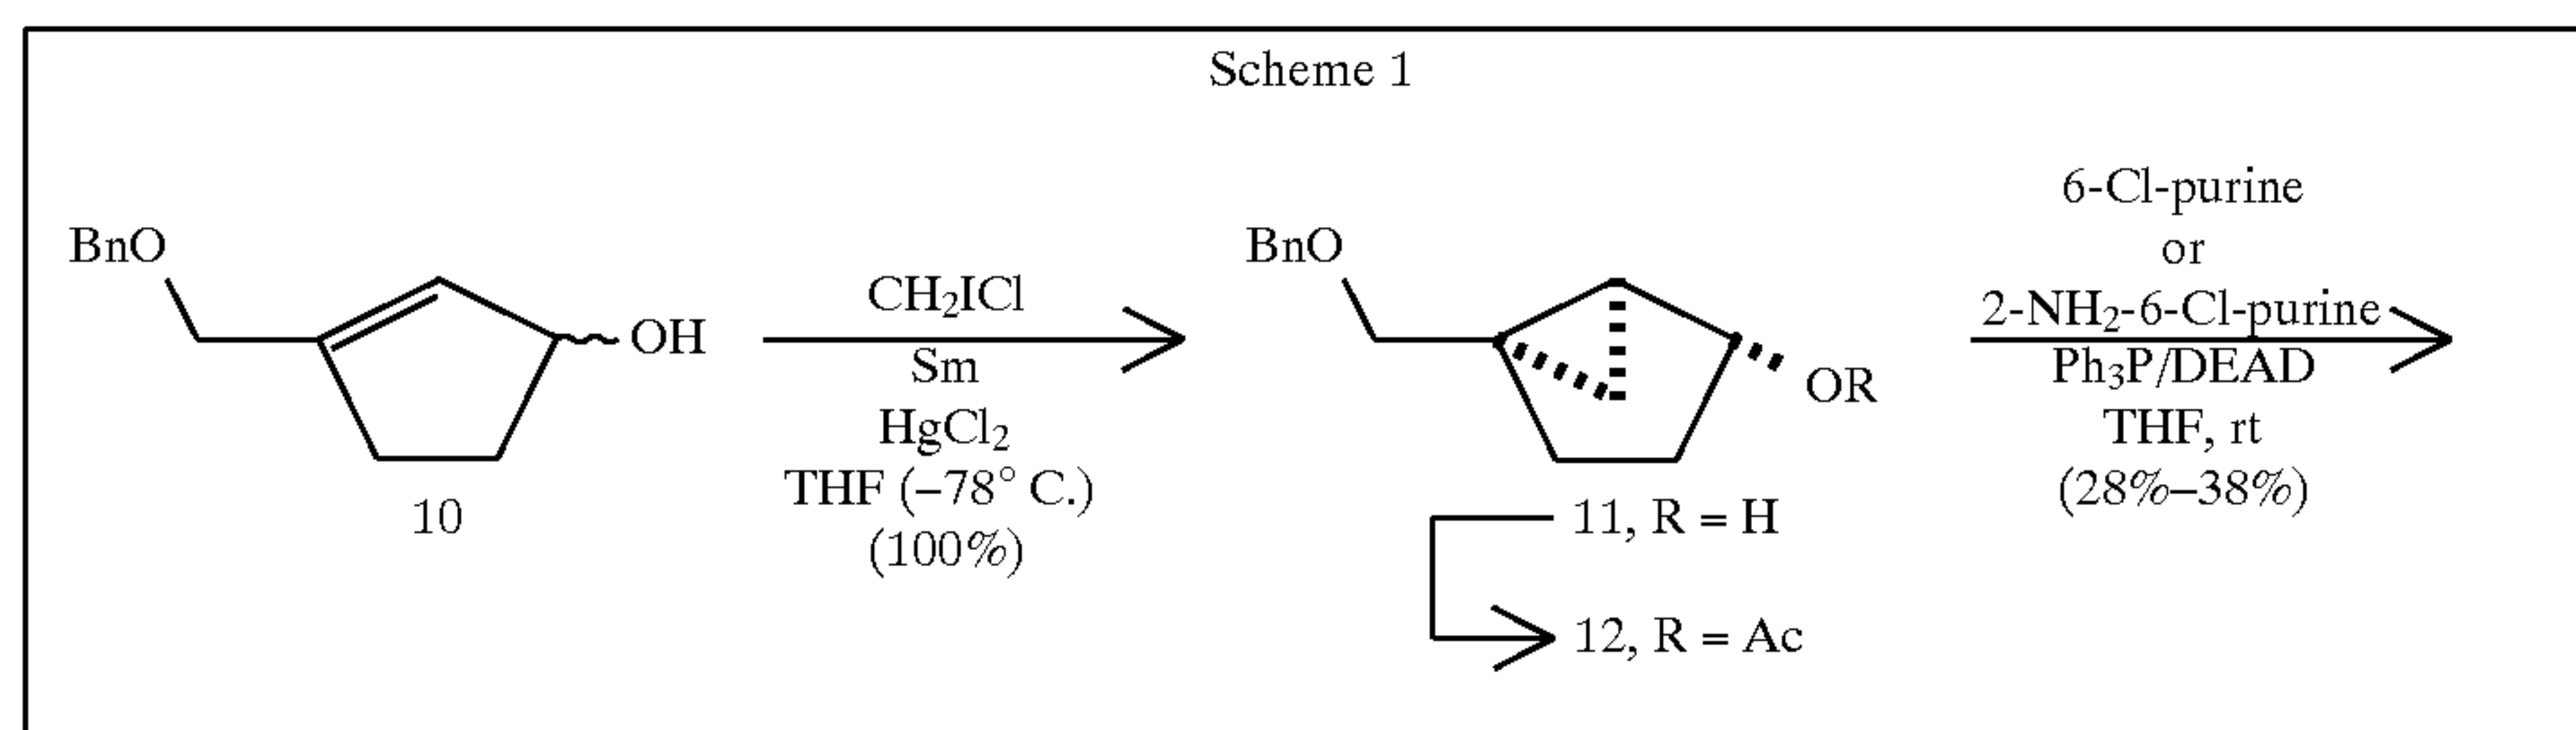 Scheme 1
BnO
OH
10
CH2ICl
Sm
HgCl2
THF (–78° C.)
(100%)
BnO
OR
11, R = H
12, R = Ac
6-Cl-purine
or
2-NH2-6-Cl-purine
Ph3P/DEAD
THF, rt
(28%–38%)